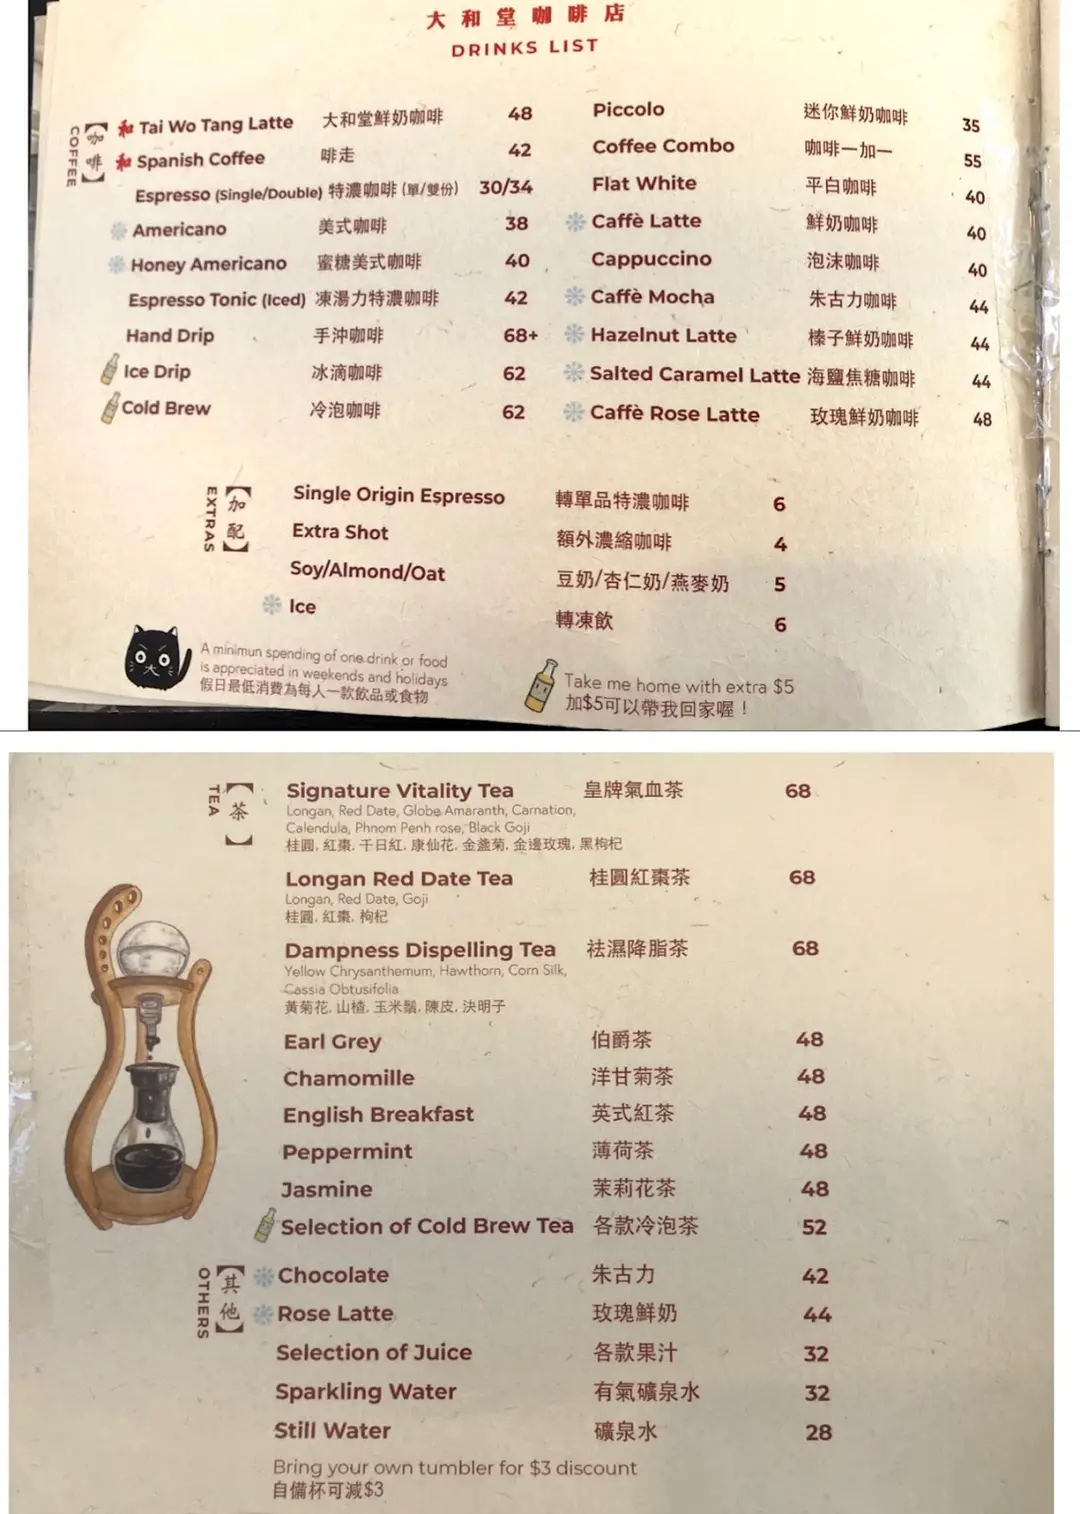 大和堂咖啡店
DRINKS LIST
【咖啡】
COFFEE
和 Tai Wo Tang Latte 大和堂鮮奶咖啡 48
和 Spanish Coffee 啡走 42
Espresso (Single/Double) 特濃咖啡 (單/雙份) 30/34
Americano 美式咖啡 38
Honey Americano 蜜糖美式咖啡 40
Espresso Tonic (Iced) 凍湯力特濃咖啡 42
Hand Drip 手沖咖啡 68+
Ice Drip 冰滴咖啡 62
Cold Brew 冷泡咖啡 62
Piccolo 迷你鮮奶咖啡 35
Coffee Combo 咖啡一加一 55
Flat White 平白咖啡 40
Caffè Latte 鮮奶咖啡 40
Cappuccino 泡沫咖啡 40
Caffè Mocha 朱古力咖啡 44
Hazelnut Latte 榛子鮮奶咖啡 44
Salted Caramel Latte 海鹽焦糖咖啡 44
Caffè Rose Latte 玫瑰鮮奶咖啡 48
【加配】
EXTRAS
Single Origin Espresso 轉單品特濃咖啡 6
Extra Shot 額外濃縮咖啡 4
Soy/Almond/Oat 豆奶/杏仁奶/燕麥奶 5
Ice 轉凍飲 6
A minimun spending of one drink or food
is appreciated in weekends and holidays
假日最低消費為每人一款飲品或食物
Take me home with extra $5
加$5可以帶我回家喔！
【茶】
TEA
Signature Vitality Tea 皇牌氣血茶 68
Longan, Red Date, Globe Amaranth, Carnation,
Calendula, Phnom Penh rose, Black Goji
桂圓, 紅棗, 千日紅, 康仙花, 金盞菊, 金邊玫瑰, 黑枸杞
Longan Red Date Tea 桂圓紅棗茶 68
Longan, Red Date, Goji
桂圓, 紅棗, 枸杞
Dampness Dispelling Tea 祛濕降脂茶 68
Yellow Chrysanthemum, Hawthorn, Corn Silk,
Cassia Obtusifolia
黃菊花, 山楂, 玉米鬚, 陳皮, 決明子
Earl Grey 伯爵茶 48
Chamomille 洋甘菊茶 48
English Breakfast 英式紅茶 48
Peppermint 薄荷茶 48
Jasmine 茉莉花茶 48
Selection of Cold Brew Tea 各款冷泡茶 52
【其他】
OTHERS
Chocolate 朱古力 42
Rose Latte 玫瑰鮮奶 44
Selection of Juice 各款果汁 32
Sparkling Water 有氣礦泉水 32
Still Water 礦泉水 28
Bring your own tumbler for $3 discount
自備杯可減$3